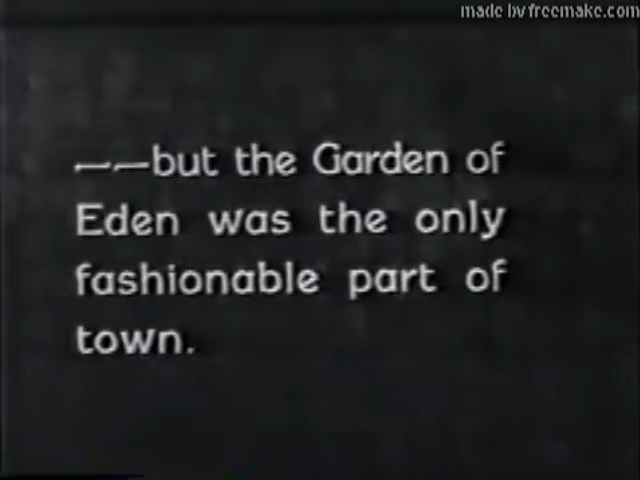 made by freemake.com
——but the Garden of
Eden was the only
fashionable part of
town.